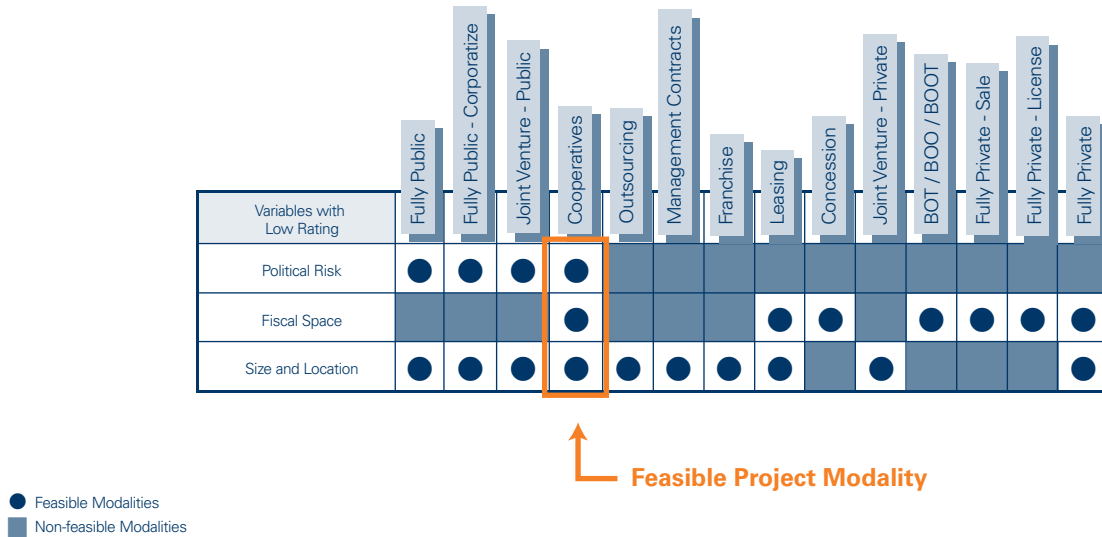 Fully Public
Fully Public - Corporatize
Joint Venture - Public
Cooperatives
Outsourcing
Management Contracts
Franchise
Leasing
Concession
Joint Venture - Private
BOT / BOO / BOOT
Fully Private - Sale
Fully Private - License
Fully Private
Variables with
Low Rating
Political Risk
Fiscal Space
Size and Location
Feasible Project Modality
Feasible Modalities
Non-feasible Modalities